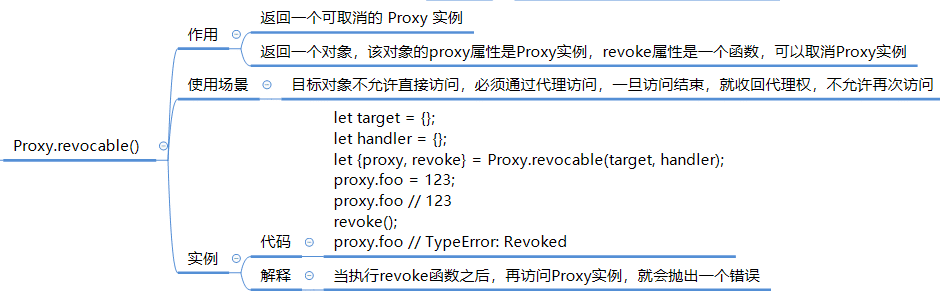 Proxy.revocable()
作用
返回一个可取消的 Proxy 实例
返回一个对象，该对象的proxy属性是Proxy实例，revoke属性是一个函数，可以取消Proxy实例
使用场景
目标对象不允许直接访问，必须通过代理访问，一旦访问结束，就收回代理权，不允许再次访问
实例
代码
let target = {};
let handler = {};
let {proxy, revoke} = Proxy.revocable(target, handler);
proxy.foo = 123;
proxy.foo // 123
revoke();
proxy.foo // TypeError: Revoked
解释
当执行revoke函数之后，再访问Proxy实例，就会抛出一个错误